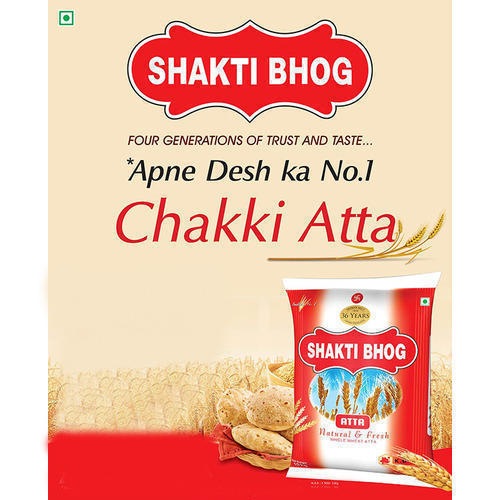 SHAKTI BHOG
FOUR GENERATIONS OF TRUST AND TASTE...
*Apne Desh ka No.1
Chakki Atta
36 YEARS
SHAKTI BHOG
ATTA
Natural & Fresh
WHOLE WHEAT ATTA